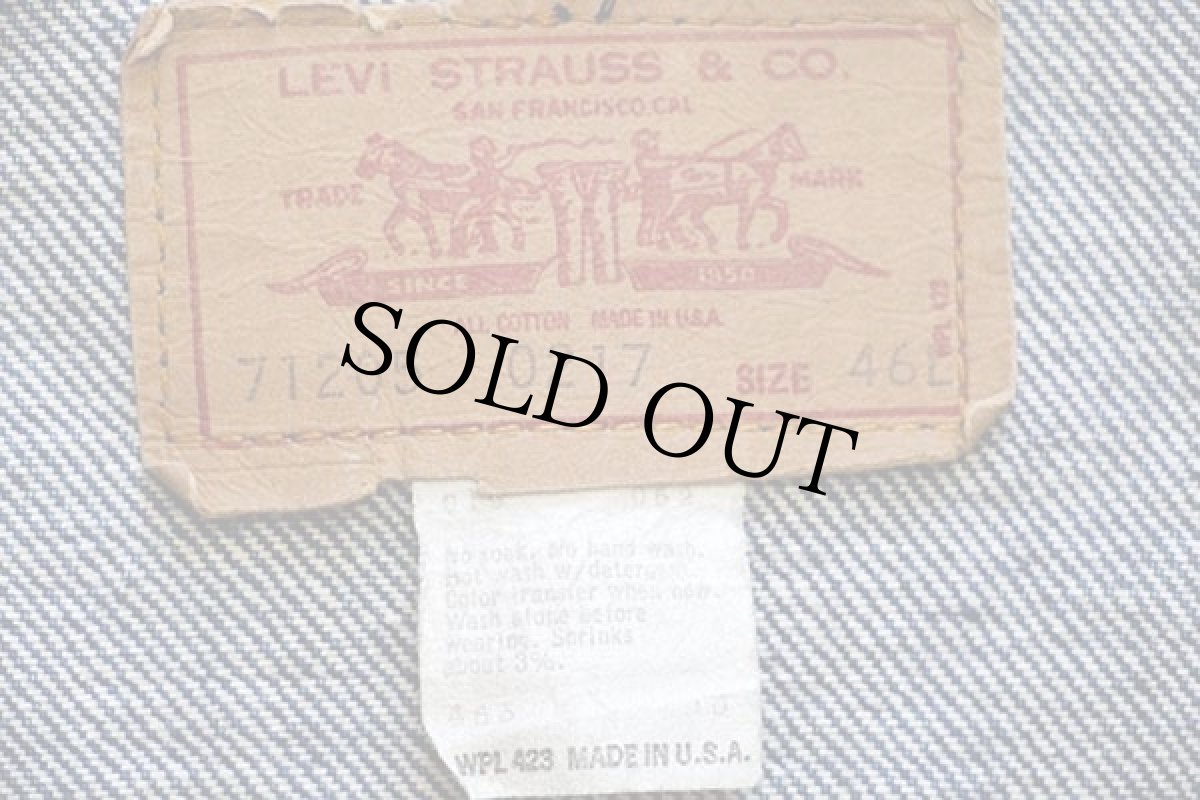 LEVI STRAUSS & CO.
SAN FRANCISCO, CAL
TRADE MARK
SINCE 1850
ALL COTTON MADE IN U.S.A.
WPL 423
SIZE 46L
SOLD OUT
No soak. No hand wash.
Hot wash w/detergent.
Color transfer when new.
Wash alone before
wearing. Shrinks
about 3%.
WPL 423 MADE IN U.S.A.